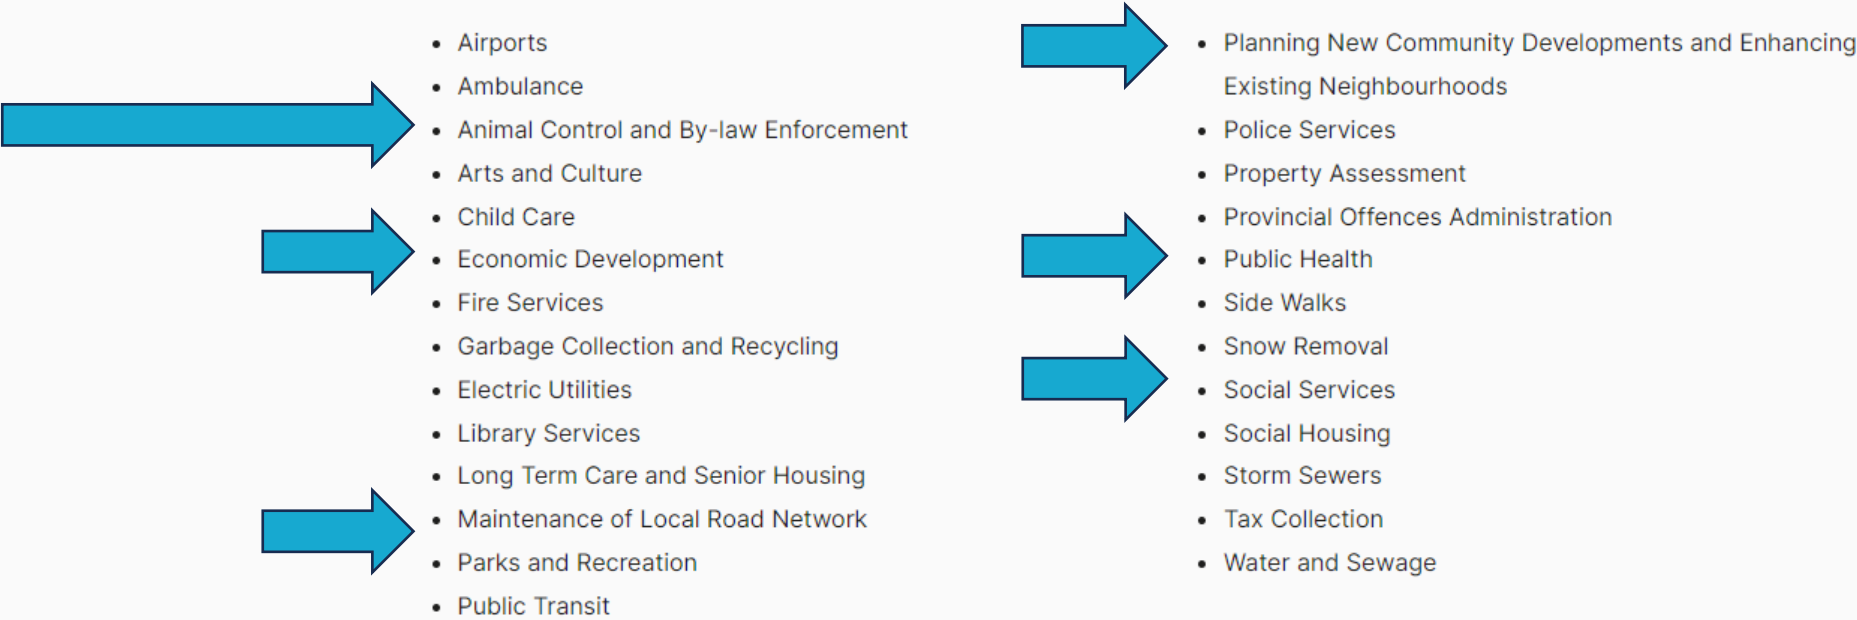 • Airports
• Ambulance
• Animal Control and By-law Enforcement
• Arts and Culture
• Child Care
• Economic Development
• Fire Services
• Garbage Collection and Recycling
• Electric Utilities
• Library Services
• Long Term Care and Senior Housing
• Maintenance of Local Road Network
• Parks and Recreation
• Public Transit
• Planning New Community Developments and Enhancing
Existing Neighbourhoods
• Police Services
• Property Assessment
• Provincial Offences Administration
• Public Health
• Side Walks
• Snow Removal
• Social Services
• Social Housing
• Storm Sewers
• Tax Collection
• Water and Sewage